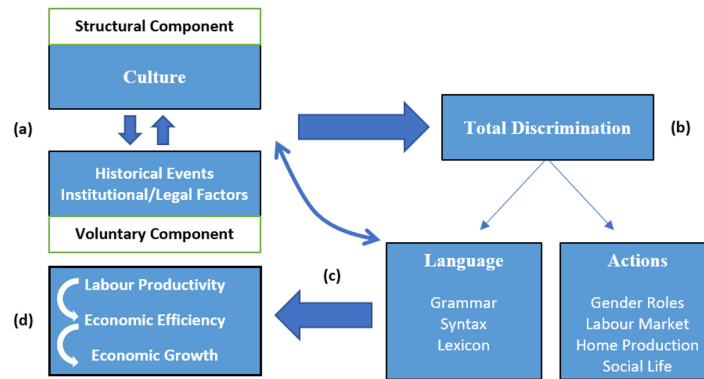 Structural Component
Culture
(a)
Historical Events
Institutional/Legal Factors
Voluntary Component
Total Discrimination
(b)
Language
Grammar
Syntax
Lexicon
Actions
Gender Roles
Labour Market
Home Production
Social Life
(c)
(d)
Labour Productivity
Economic Efficiency
Economic Growth